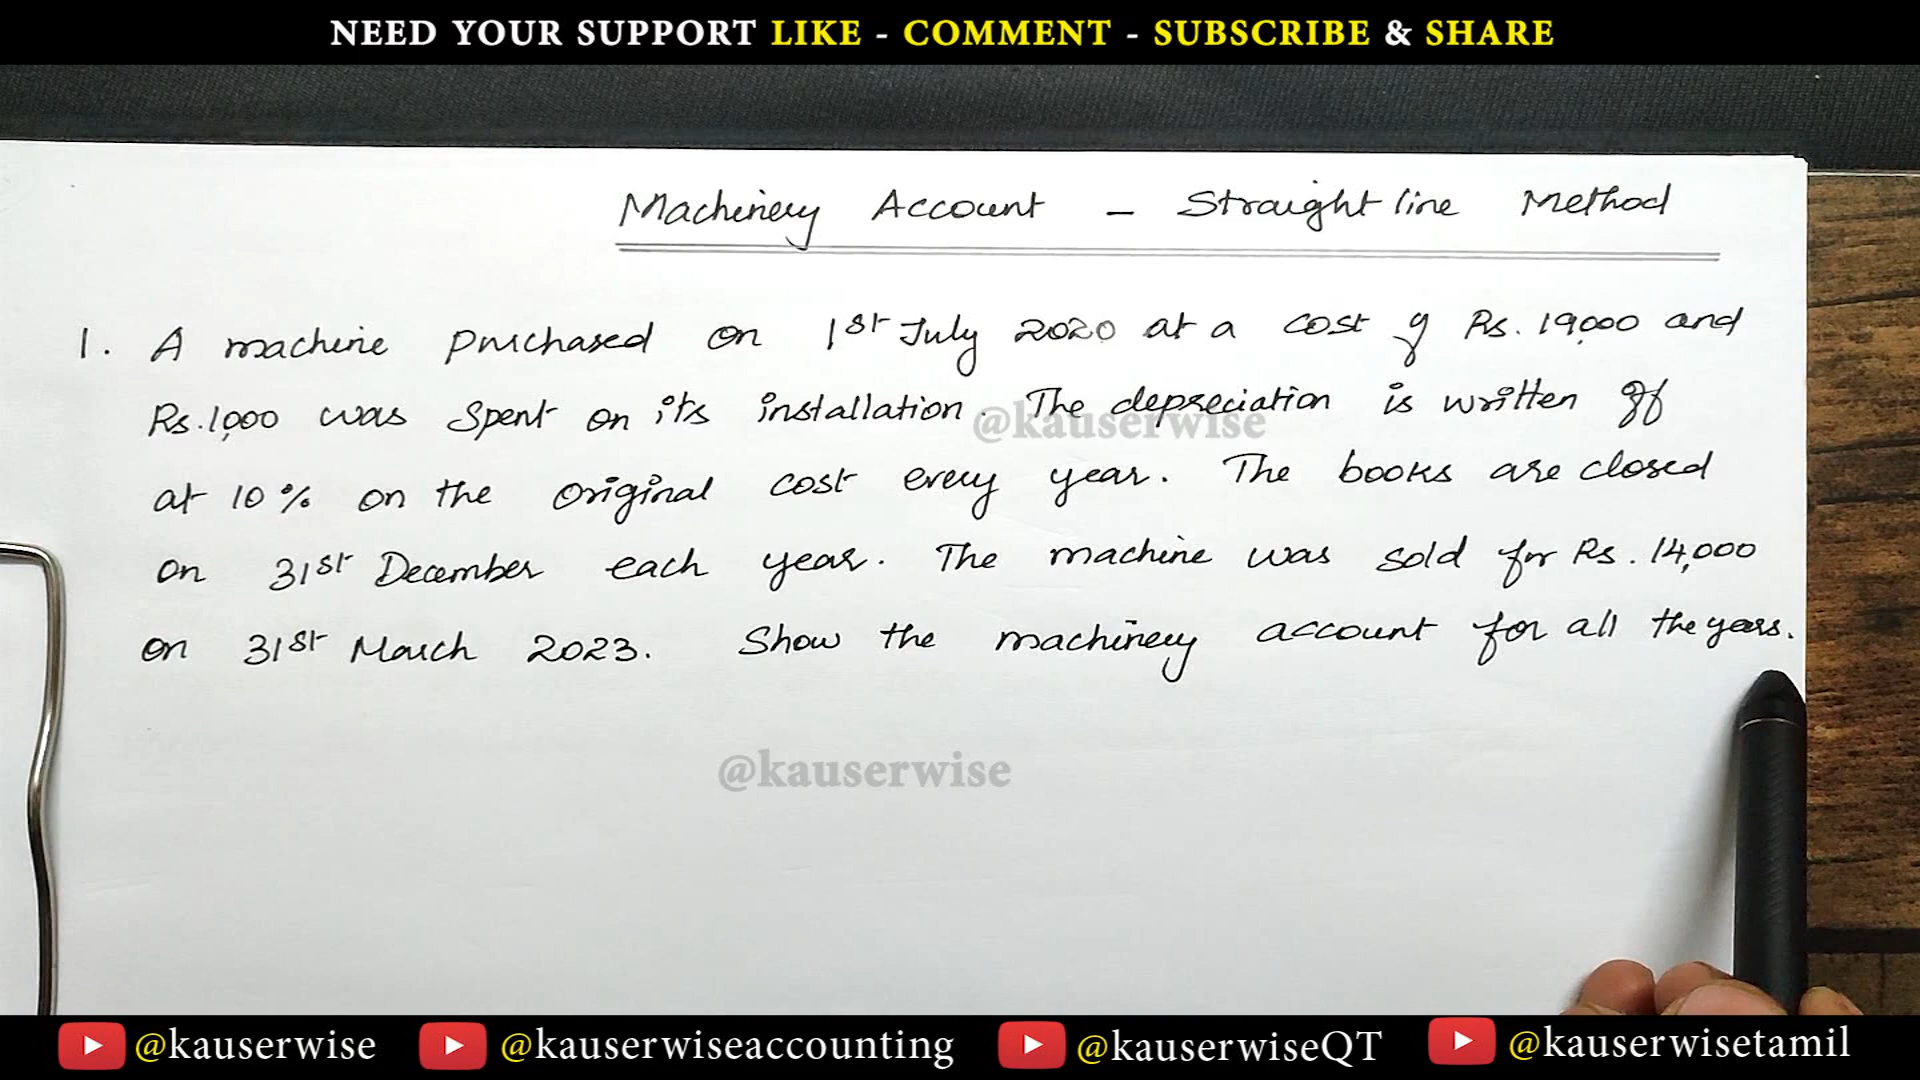 NEED YOUR SUPPORT LIKE - COMMENT - SUBSCRIBE & SHARE
Machinery Account - Straight line Method
1. A machine purchased on 1st July 2020 at a cost of Rs. 19,000 and
Rs. 1,000 was spent on its installation. The depreciation is written off
@kauserwise
at 10% on the original cost every year. The books are closed
on 31st December each year. The machine was sold for Rs. 14,000
on 31st March 2023. Show the machinery account for all the years.
@kauserwise
@kauserwise @kauserwiseaccounting @kauserwiseQT @kauserwisetamil